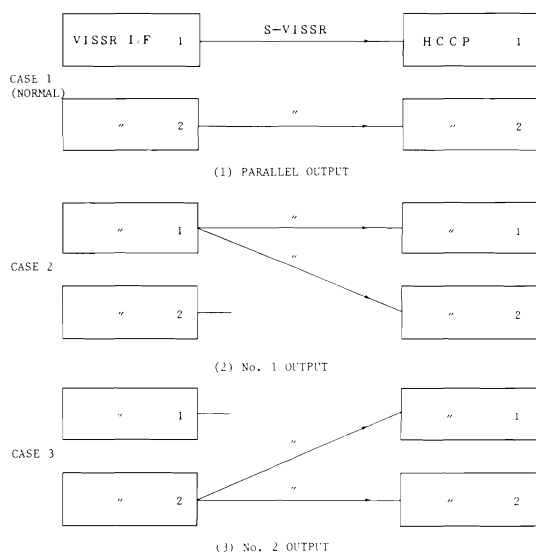 S-VISSR
VISSR I/F 1
HCCP 1
CASE 1
(NORMAL)
〃 2
〃
〃 2
(1) PARALLEL OUTPUT
〃 1
〃
〃 1
CASE 2
〃
〃 2
〃 2
(2) No. 1 OUTPUT
〃 1
〃 1
CASE 3
〃
〃 2
〃
〃 2
(3) No. 2 OUTPUT